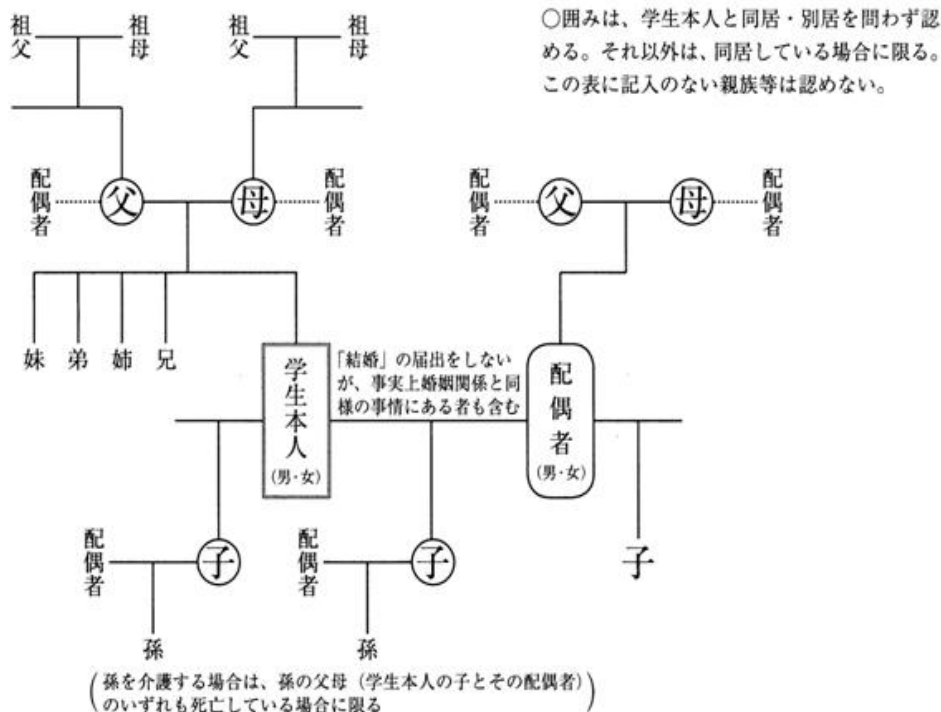 祖父
祖母
祖父
祖母
○囲みは、学生本人と同居・別居を問わず認
める。それ以外は、同居している場合に限る。
この表に記入のない親族等は認めない。
配偶者
父
母
配偶者
配偶者
父
母
配偶者
妹
弟
姉
兄
学生本人
(男・女)
「結婚」の届出をしない
が、事実上婚姻関係と同
様の事情にある者も含む
配偶者
(男・女)
配偶者
子
配偶者
子
子
孫
孫
(孫を介護する場合は、孫の父母(学生本人の子とその配偶者)
のいずれも死亡している場合に限る)